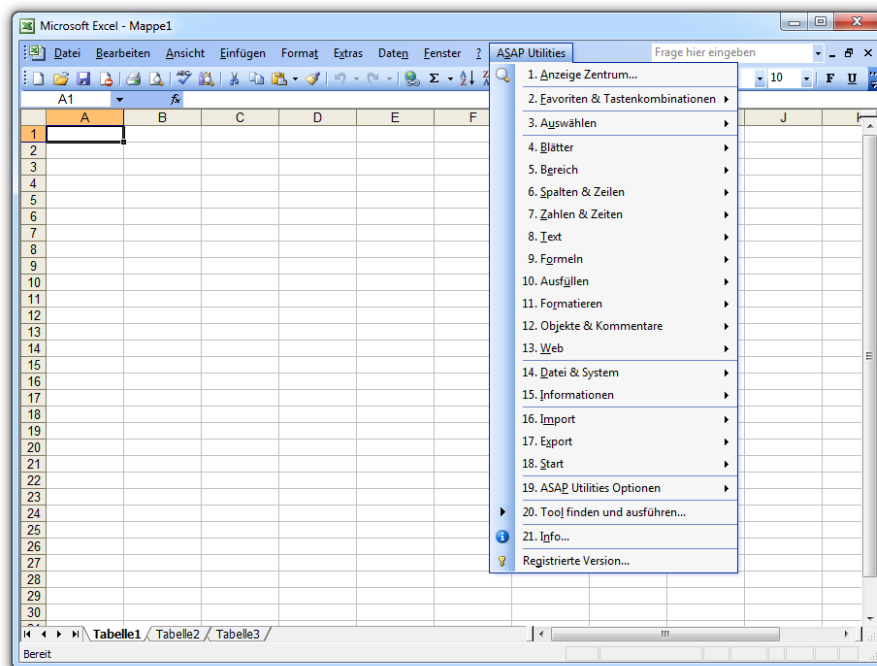 Microsoft Excel - Mappe1
Datei Bearbeiten Ansicht Einfügen Format Extras Daten Fenster ? ASAP Utilities Frage hier eingeben
10 F U
A1 fx
A B C D E F J K
1
2
3
4
5
6
7
8
9
10
11
12
13
14
15
16
17
18
19
20
21
22
23
24
25
26
27
28
29
30
1. Anzeige Zentrum...
2. Favoriten & Tastenkombinationen
3. Auswählen
4. Blätter
5. Bereich
6. Spalten & Zeilen
7. Zahlen & Zeiten
8. Text
9. Formeln
10. Ausfüllen
11. Formatieren
12. Objekte & Kommentare
13. Web
14. Datei & System
15. Informationen
16. Import
17. Export
18. Start
19. ASAP Utilities Optionen
20. Tool finden und ausführen...
21. Info...
Registrierte Version...
Tabelle1 Tabelle2 Tabelle3
Bereit